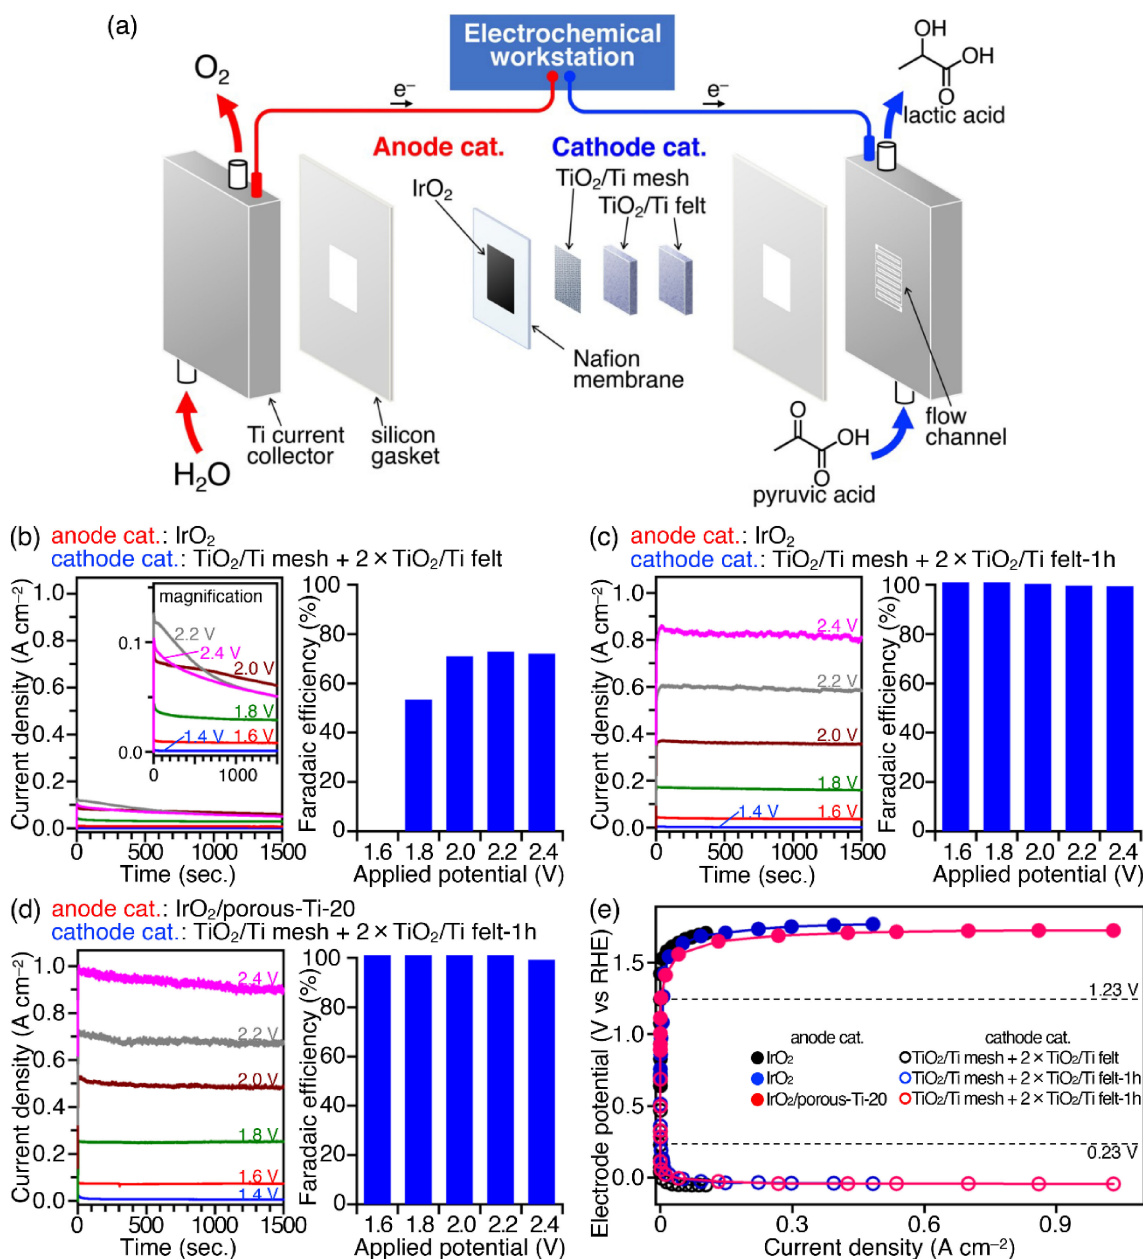 (a)
Electrochemical
workstation
O₂
e⁻
e⁻
OH
OH
O
lactic acid
Anode cat.
Cathode cat.
IrO₂
TiO₂/Ti mesh
TiO₂/Ti felt
Nafion
membrane
Ti current
collector
silicon
gasket
flow
channel
H₂O
O
OH
O
pyruvic acid
(b) anode cat.: IrO₂
cathode cat.: TiO₂/Ti mesh + 2 × TiO₂/Ti felt
Current density (A cm⁻²)
1.0
0.8
0.6
0.4
0.2
0.0
0 500 1000 1500
Time (sec.)
magnification
0.1
0.0
0 1000
2.2 V
2.4 V
2.0 V
1.8 V
1.4 V
1.6 V
Faradaic efficiency (%)
100
80
60
40
20
0
1.6 1.8 2.0 2.2 2.4
Applied potential (V)
(c) anode cat.: IrO₂
cathode cat.: TiO₂/Ti mesh + 2 × TiO₂/Ti felt-1h
Current density (A cm⁻²)
1.0
0.8
0.6
0.4
0.2
0.0
0 500 1000 1500
Time (sec.)
2.4 V
2.2 V
2.0 V
1.8 V
1.4 V
1.6 V
Faradaic efficiency (%)
100
80
60
40
20
0
1.6 1.8 2.0 2.2 2.4
Applied potential (V)
(d) anode cat.: IrO₂/porous-Ti-20
cathode cat.: TiO₂/Ti mesh + 2 × TiO₂/Ti felt-1h
Current density (A cm⁻²)
1.0
0.8
0.6
0.4
0.2
0.0
0 500 1000 1500
Time (sec.)
2.4 V
2.2 V
2.0 V
1.8 V
1.6 V
1.4 V
Faradaic efficiency (%)
100
80
60
40
20
0
1.6 1.8 2.0 2.2 2.4
Applied potential (V)
(e)
Electrode potential (V vs RHE)
1.5
1.0
0.5
0.0
0 0.3 0.6 0.9
Current density (A cm⁻²)
1.23 V
anode cat. cathode cat.
IrO₂ TiO₂/Ti mesh + 2 × TiO₂/Ti felt
IrO₂ TiO₂/Ti mesh + 2 × TiO₂/Ti felt-1h
IrO₂/porous-Ti-20 TiO₂/Ti mesh + 2 × TiO₂/Ti felt-1h
0.23 V